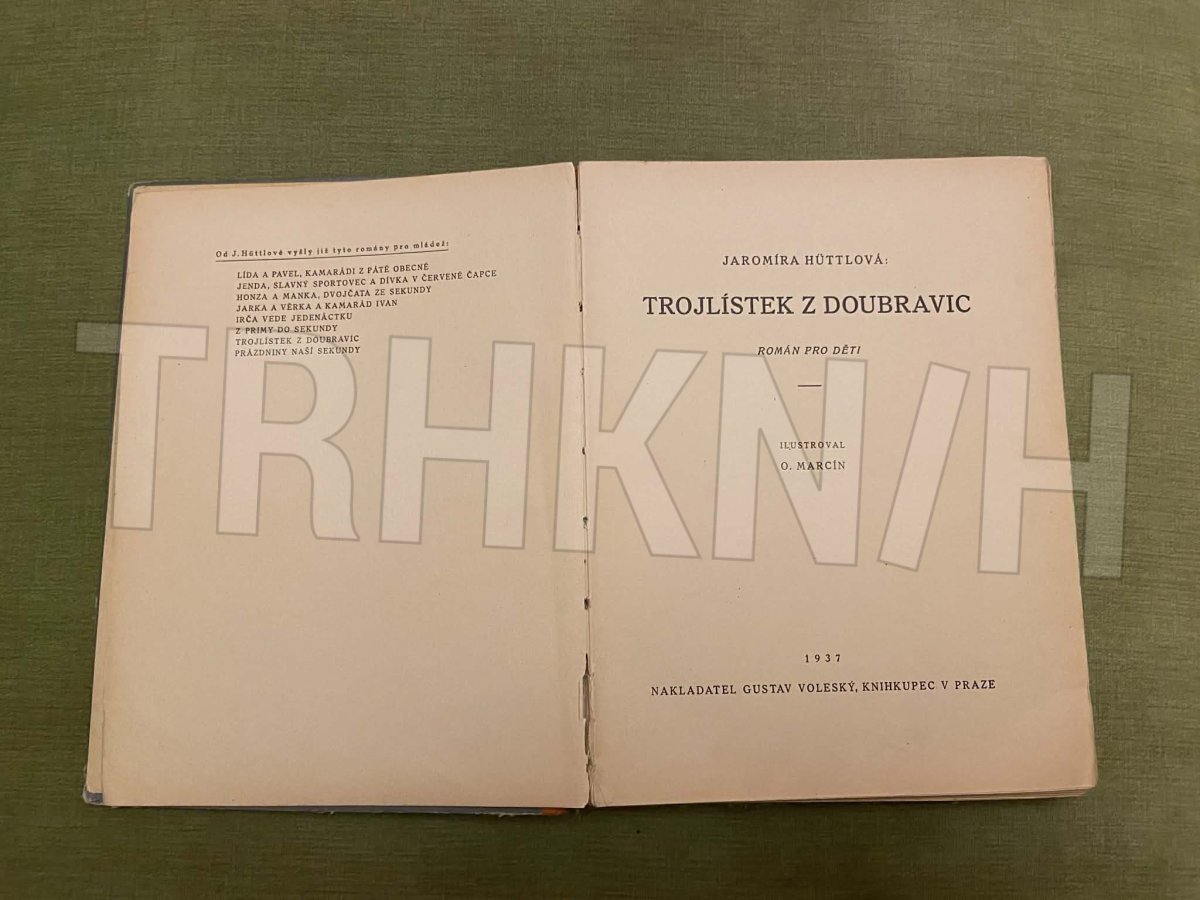 Od J. Hüttlové vyšly již tyto romány pro mládež:
LÍDA A PAVEL, KAMARÁDI Z PÁTÉ OBECNÉ
JENDA, SLAVNÝ SPORTOVEC A DÍVKA V ČERVENÉ ČAPCE
HONZA A MANKA, DVOJČATA ZE SEKUNDY
JARKA A VĚRKA A KAMARÁD IVAN
IRČA VEDE JEDENÁCTKU
Z PRIMY DO SEKUNDY
TROJLÍSTEK Z DOUBRAVIC
PRÁZDNINY NAŠÍ SEKUNDY
JAROMÍRA HÜTTLOVÁ:
TROJLÍSTEK Z DOUBRAVIC
ROMÁN PRO DĚTI
ILUSTROVAL
O. MARCÍN
1937
NAKLADATEL GUSTAV VOLESKÝ, KNIHKUPEC V PRAZE
TRHKN/H